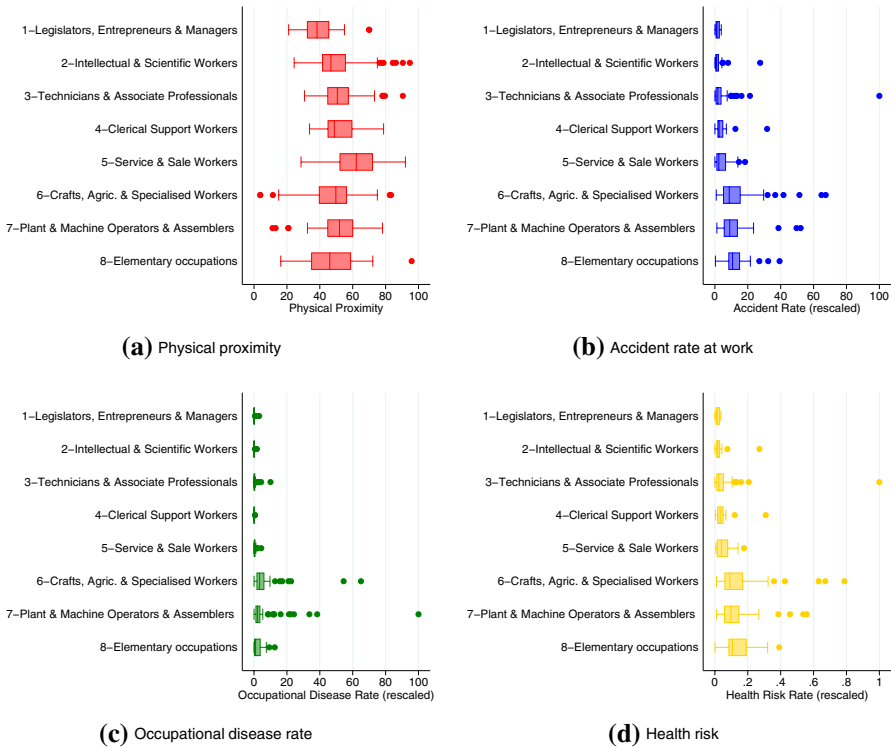 1–Legislators, Entrepreneurs & Managers
2–Intellectual & Scientific Workers
3–Technicians & Associate Professionals
4–Clerical Support Workers
5–Service & Sale Workers
6–Crafts, Agric. & Specialised Workers
7–Plant & Machine Operators & Assemblers
8–Elementary occupations
0 20 40 60 80 100
Physical Proximity
(a) Physical proximity
1–Legislators, Entrepreneurs & Managers
2–Intellectual & Scientific Workers
3–Technicians & Associate Professionals
4–Clerical Support Workers
5–Service & Sale Workers
6–Crafts, Agric. & Specialised Workers
7–Plant & Machine Operators & Assemblers
8–Elementary occupations
0 20 40 60 80 100
Accident Rate (rescaled)
(b) Accident rate at work
1–Legislators, Entrepreneurs & Managers
2–Intellectual & Scientific Workers
3–Technicians & Associate Professionals
4–Clerical Support Workers
5–Service & Sale Workers
6–Crafts, Agric. & Specialised Workers
7–Plant & Machine Operators & Assemblers
8–Elementary occupations
0 20 40 60 80 100
Occupational Disease Rate (rescaled)
(c) Occupational disease rate
1–Legislators, Entrepreneurs & Managers
2–Intellectual & Scientific Workers
3–Technicians & Associate Professionals
4–Clerical Support Workers
5–Service & Sale Workers
6–Crafts, Agric. & Specialised Workers
7–Plant & Machine Operators & Assemblers
8–Elementary occupations
0 .2 .4 .6 .8 1
Health Risk Rate (rescaled)
(d) Health risk